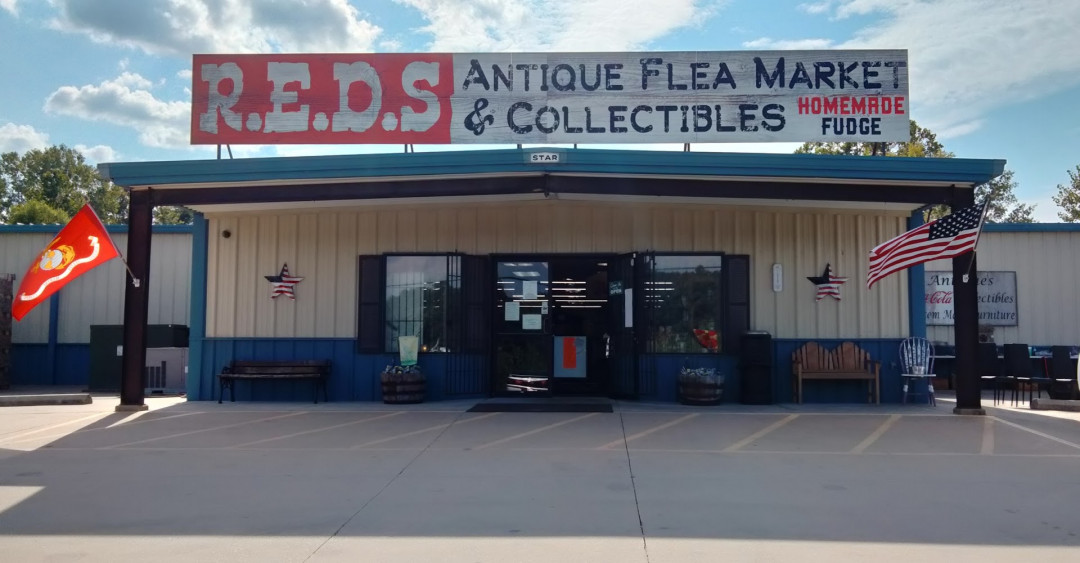 R.E.D.S
ANTIQUE FLEA MARKET
& COLLECTIBLES
HOMEMADE
FUDGE
STAR